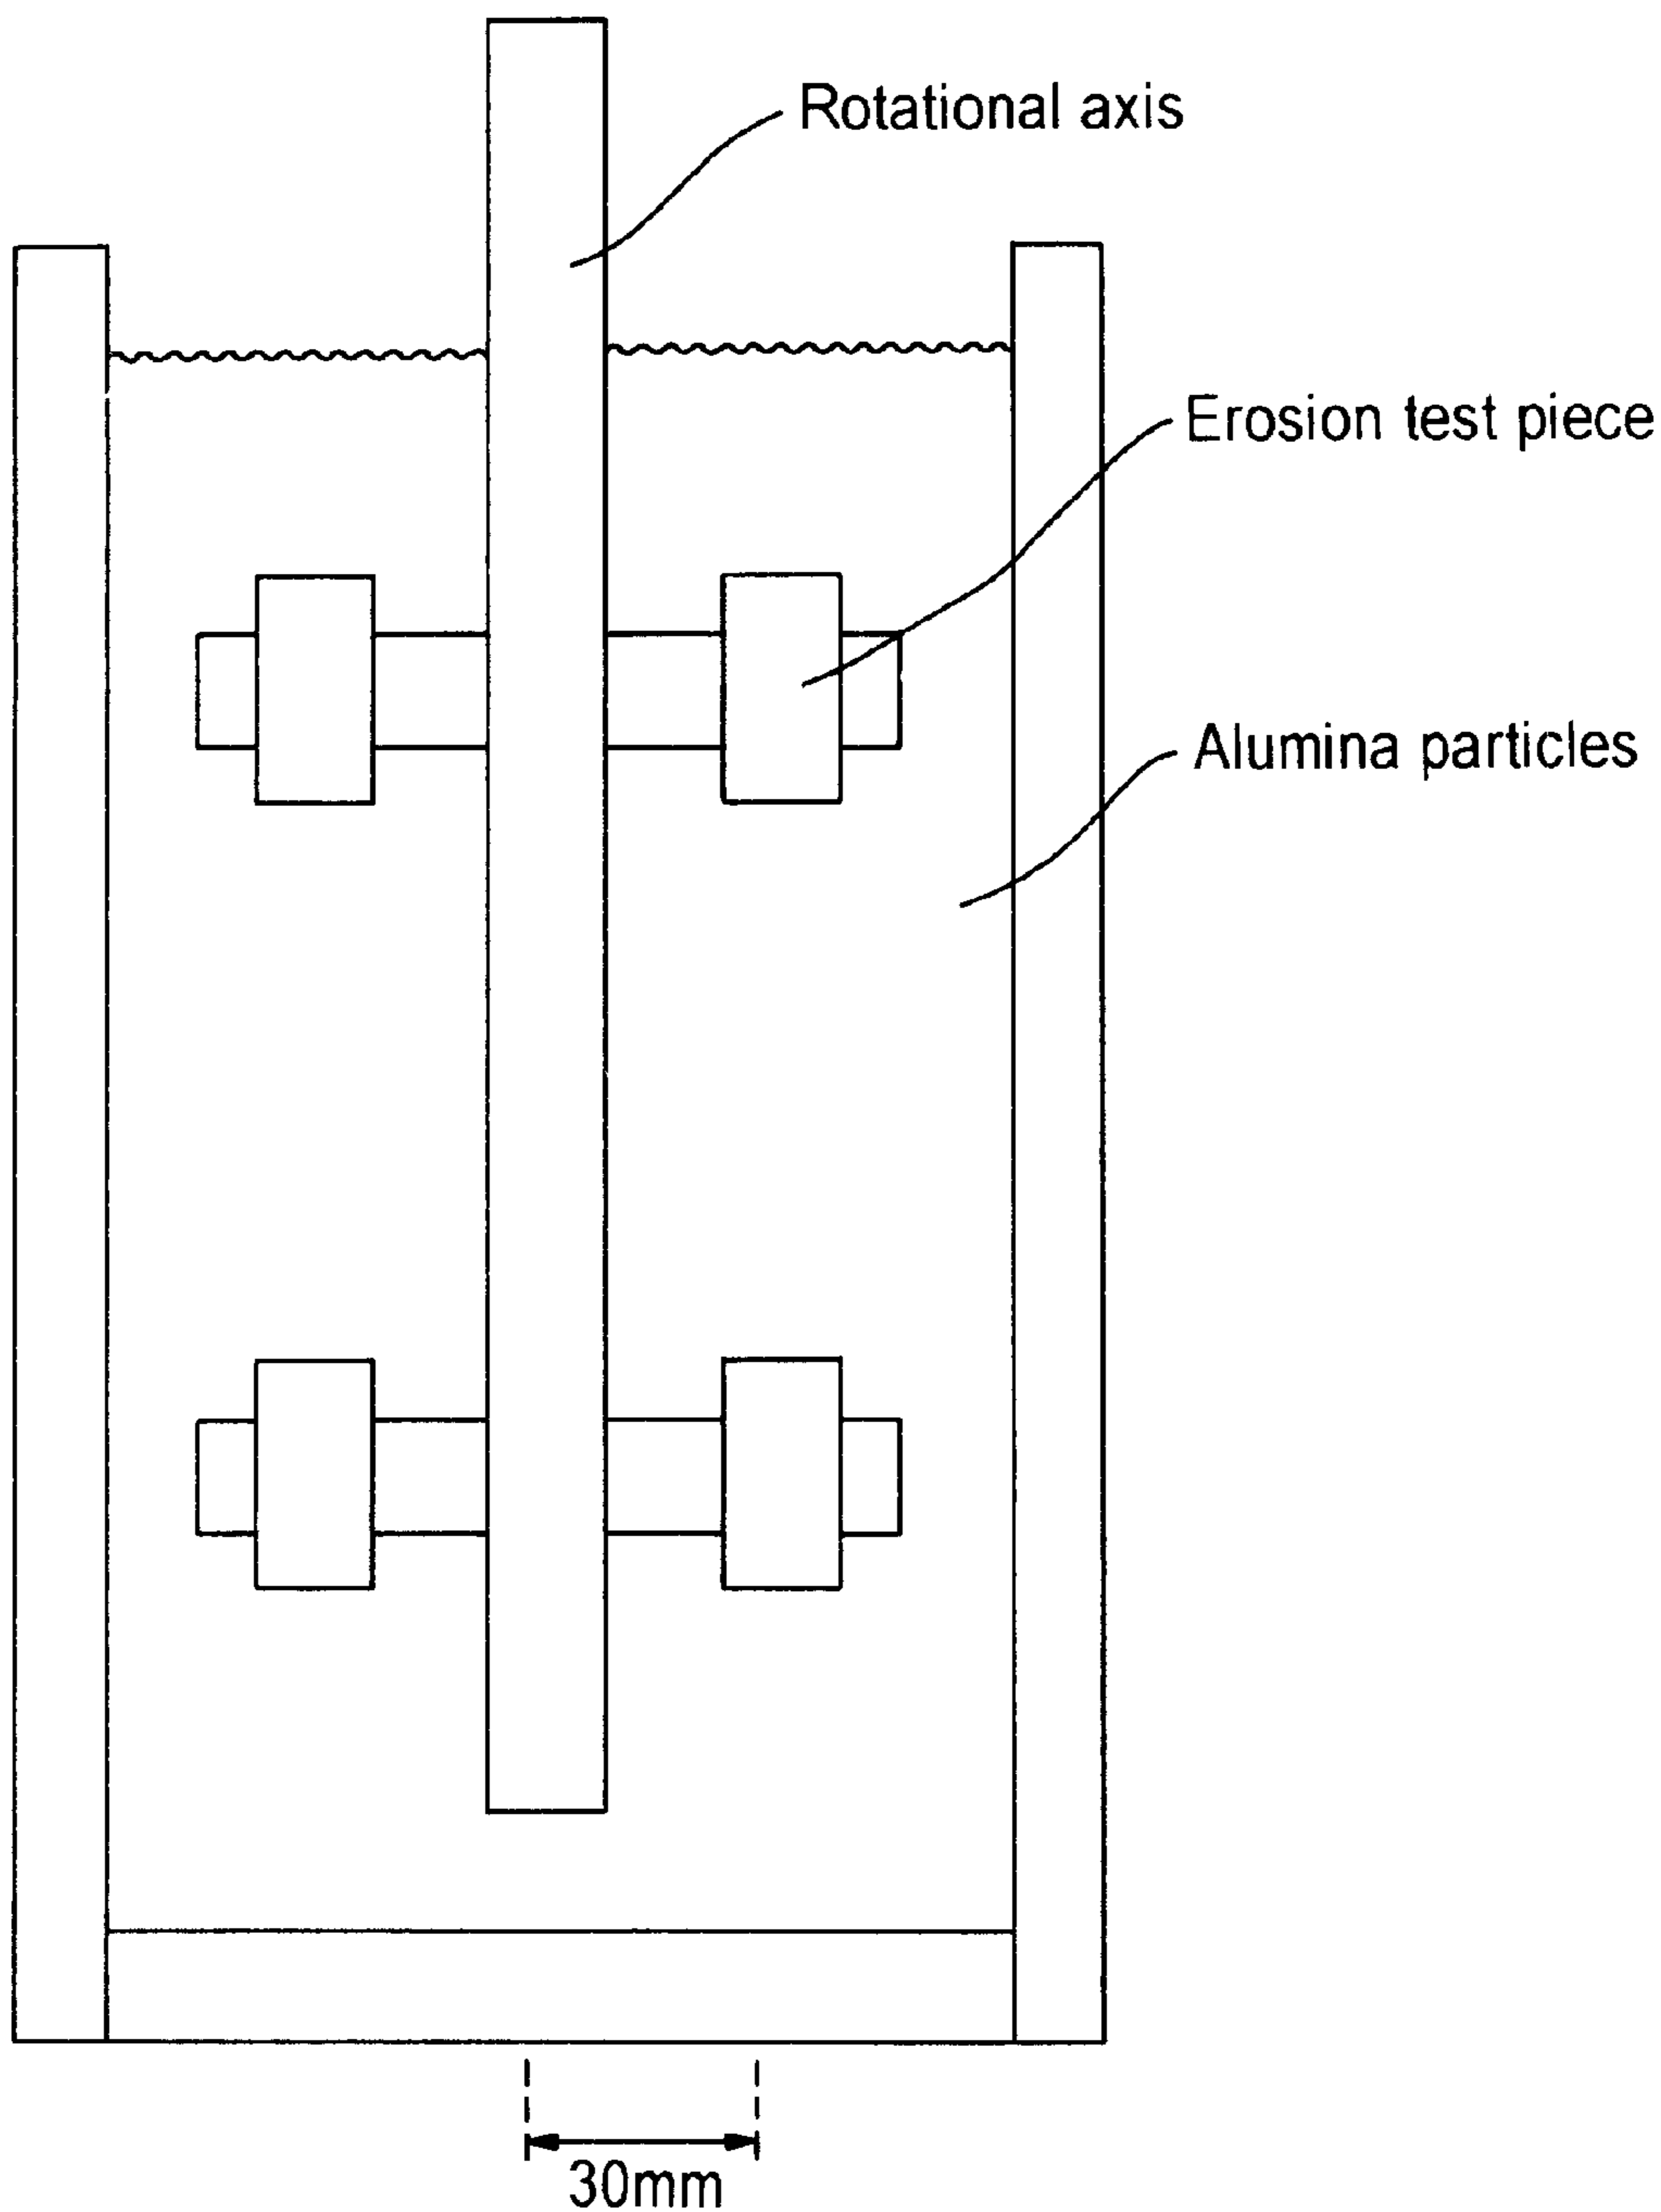 Rotational axis
Erosion test piece
Alumina particles
30mm